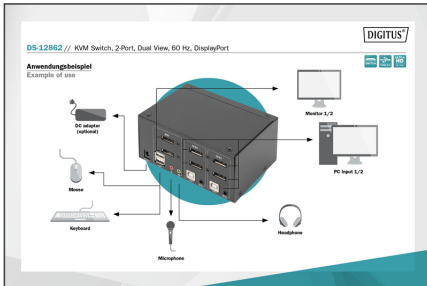 DIGITUS®
DS-12862 // KVM Switch, 2-Port, Dual View, 60 Hz, DisplayPort
Anwendungsbeispiel
Example of use
Monitor 1/2
DC adapter
(optional)
PC Input 1/2
Mouse
Keyboard
Headphone
Microphone